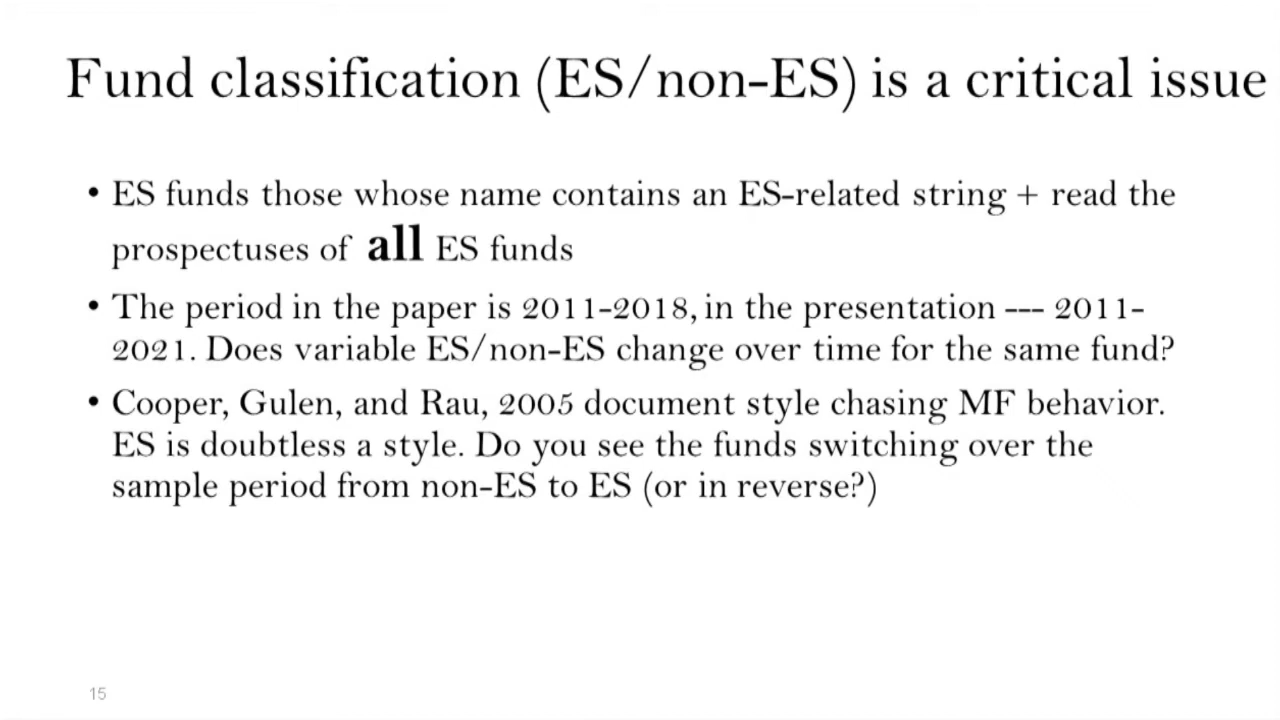 Fund classification (ES/non-ES) is a critical issue
• ES funds those whose name contains an ES-related string + read the
prospectuses of all ES funds
• The period in the paper is 2011-2018, in the presentation --- 2011-
2021. Does variable ES/non-ES change over time for the same fund?
• Cooper, Gulen, and Rau, 2005 document style chasing MF behavior.
ES is doubtless a style. Do you see the funds switching over the
sample period from non-ES to ES (or in reverse?)
15